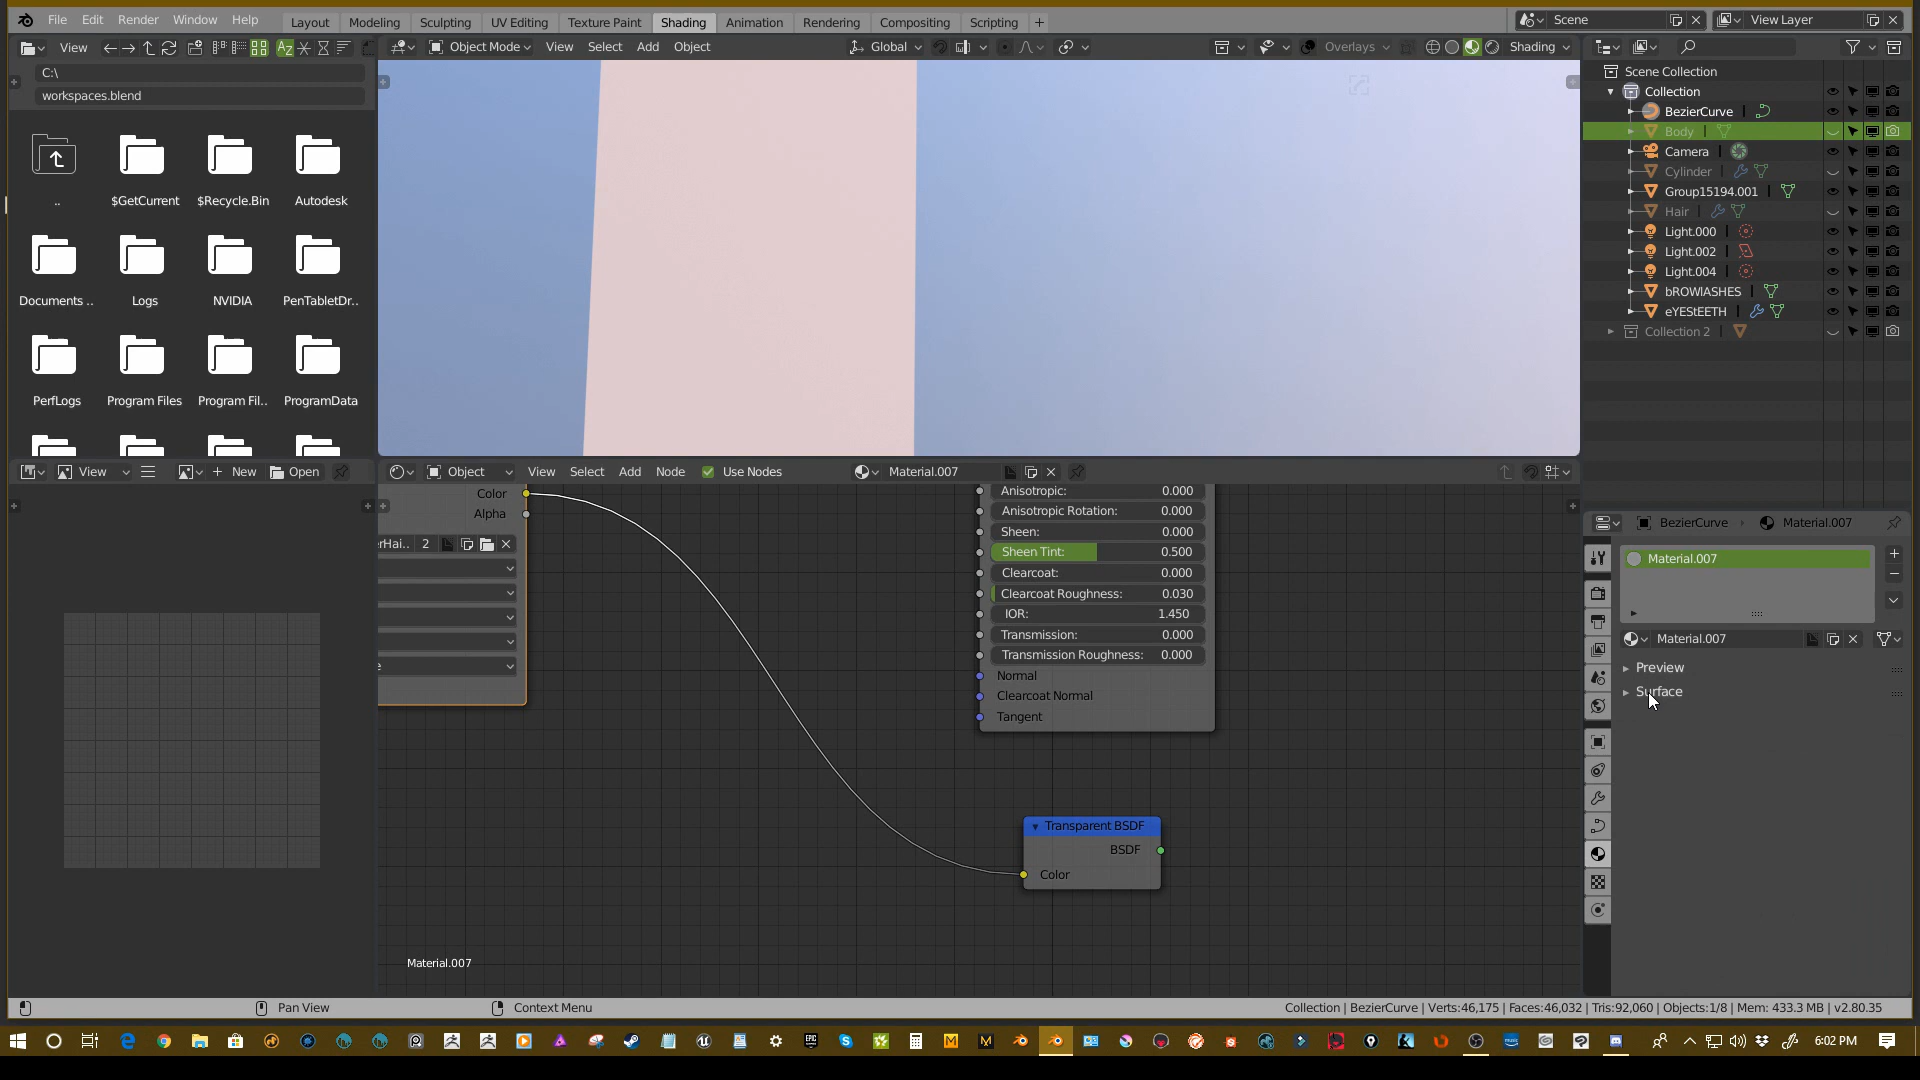 File Edit Render Window Help Layout Modeling Sculpting UV Editing Texture Paint Shading Animation Rendering Compositing Scripting + Scene View Layer
View Object Mode View Select Add Object Global Overlays Shading
C:\
workspaces.blend
.. $GetCurrent $Recycle.Bin Autodesk
Documents .. Logs NVIDIA PenTabletDr..
PerfLogs Program Files Program Fil.. ProgramData
Scene Collection
Collection
BezierCurve
Body
Camera
Cylinder
Group15194.001
Hair
Light.000
Light.002
Light.004
bROWlASHES
eYEStEETH
Collection 2
View New Open Object View Select Add Node Use Nodes Material.007
Color
Alpha
erHai.. 2
e
Anisotropic: 0.000
Anisotropic Rotation: 0.000
Sheen: 0.000
Sheen Tint: 0.500
Clearcoat: 0.000
Clearcoat Roughness: 0.030
IOR: 1.450
Transmission: 0.000
Transmission Roughness: 0.000
Normal
Clearcoat Normal
Tangent
Transparent BSDF
BSDF
Color
Material.007
BezierCurve Material.007
Material.007
Material.007
Preview
Surface
Pan View Context Menu Collection | BezierCurve | Verts:46,175 | Faces:46,032 | Tris:92,060 | Objects:1/8 | Mem: 433.3 MB | v2.80.35
6:02 PM